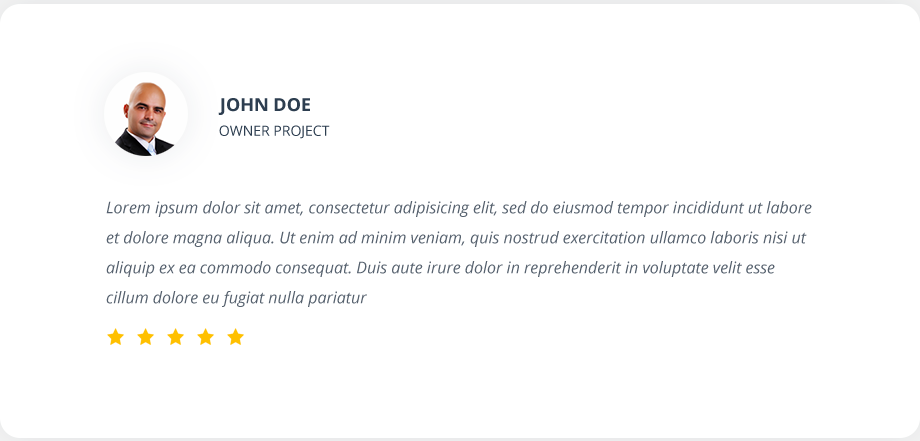 JOHN DOE
OWNER PROJECT
Lorem ipsum dolor sit amet, consectetur adipisicing elit, sed do eiusmod tempor incididunt ut labore
et dolore magna aliqua. Ut enim ad minim veniam, quis nostrud exercitation ullamco laboris nisi ut
aliquip ex ea commodo consequat. Duis aute irure dolor in reprehenderit in voluptate velit esse
cillum dolore eu fugiat nulla pariatur